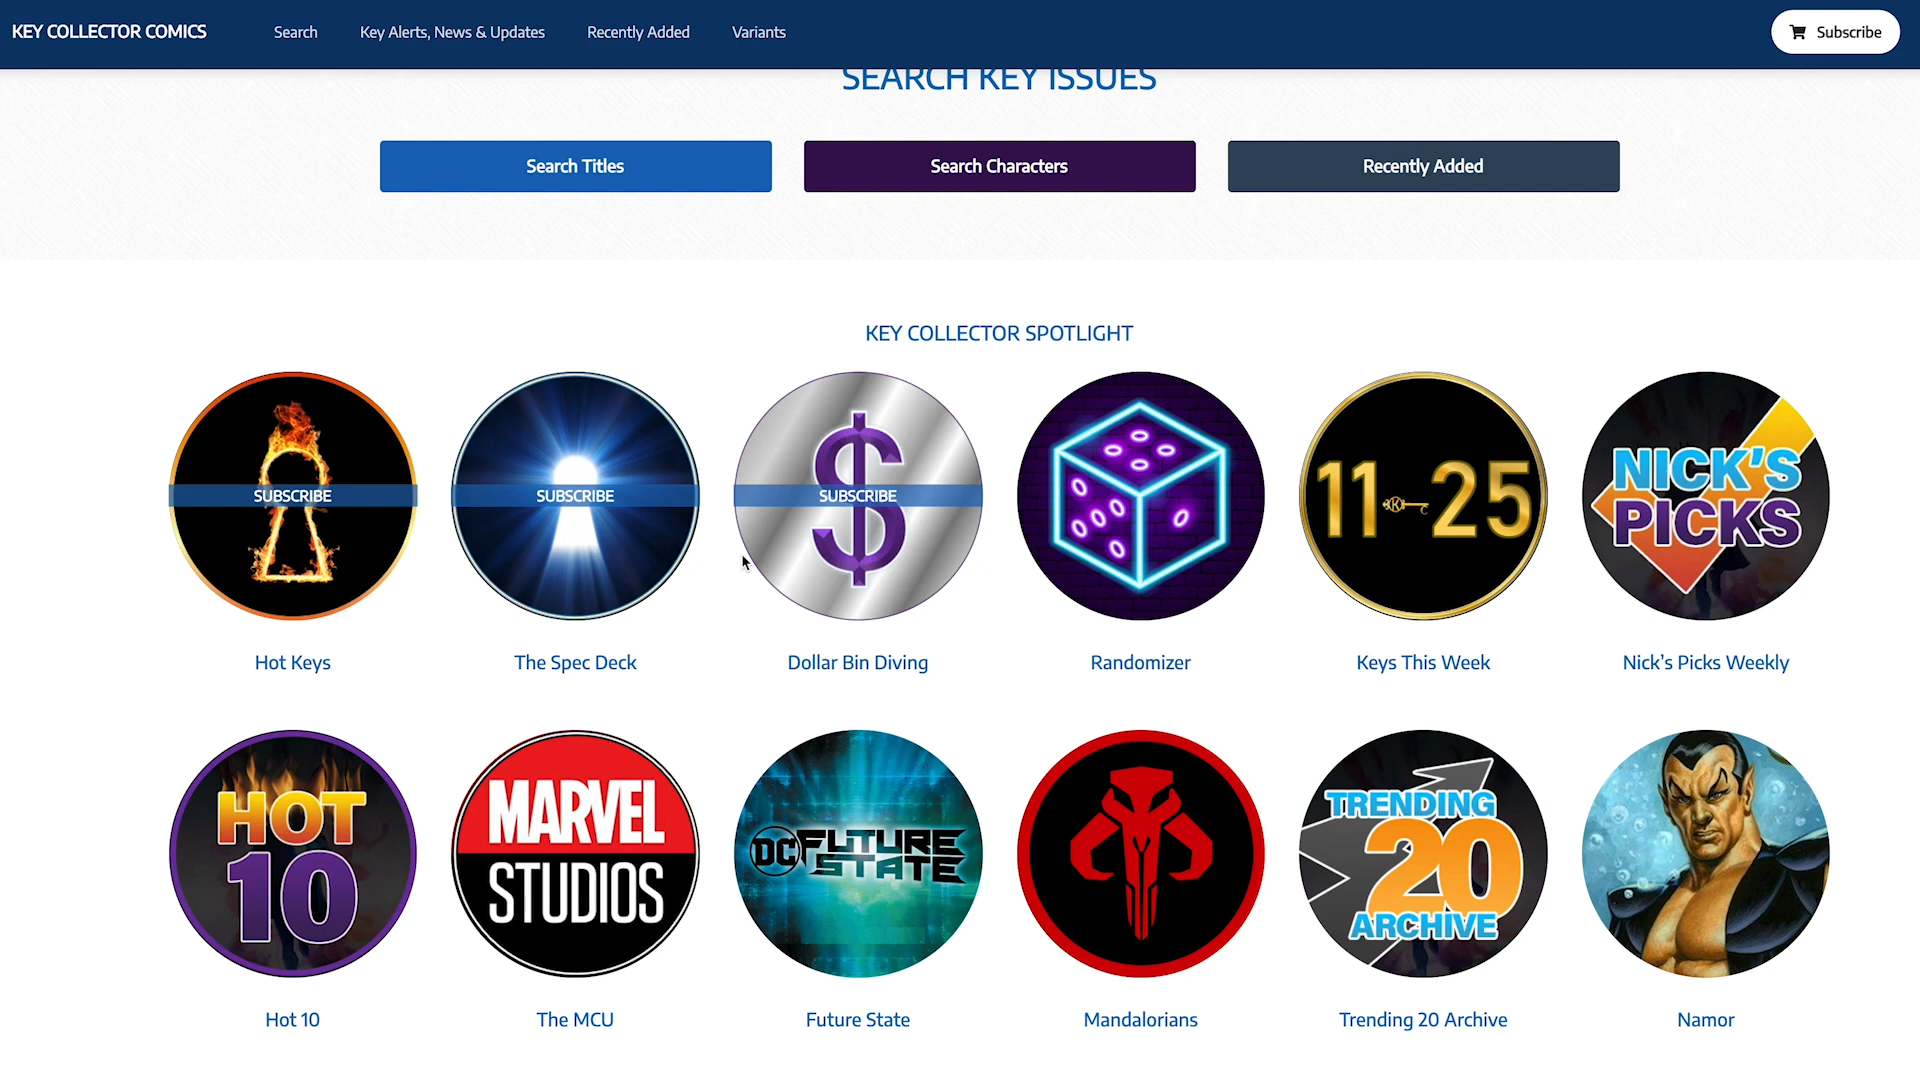 KEY COLLECTOR COMICS
Search
Key Alerts, News & Updates
Recently Added
Variants
Subscribe
SEARCH KEY ISSUES
Search Titles
Search Characters
Recently Added
KEY COLLECTOR SPOTLIGHT
SUBSCRIBE
SUBSCRIBE
SUBSCRIBE
11 K C 25
NICK'S
PICKS
Hot Keys
The Spec Deck
Dollar Bin Diving
Randomizer
Keys This Week
Nick's Picks Weekly
HOT
10
MARVEL
STUDIOS
DC FUTURE
STATE
TRENDING
20
ARCHIVE
Hot 10
The MCU
Future State
Mandalorians
Trending 20 Archive
Namor